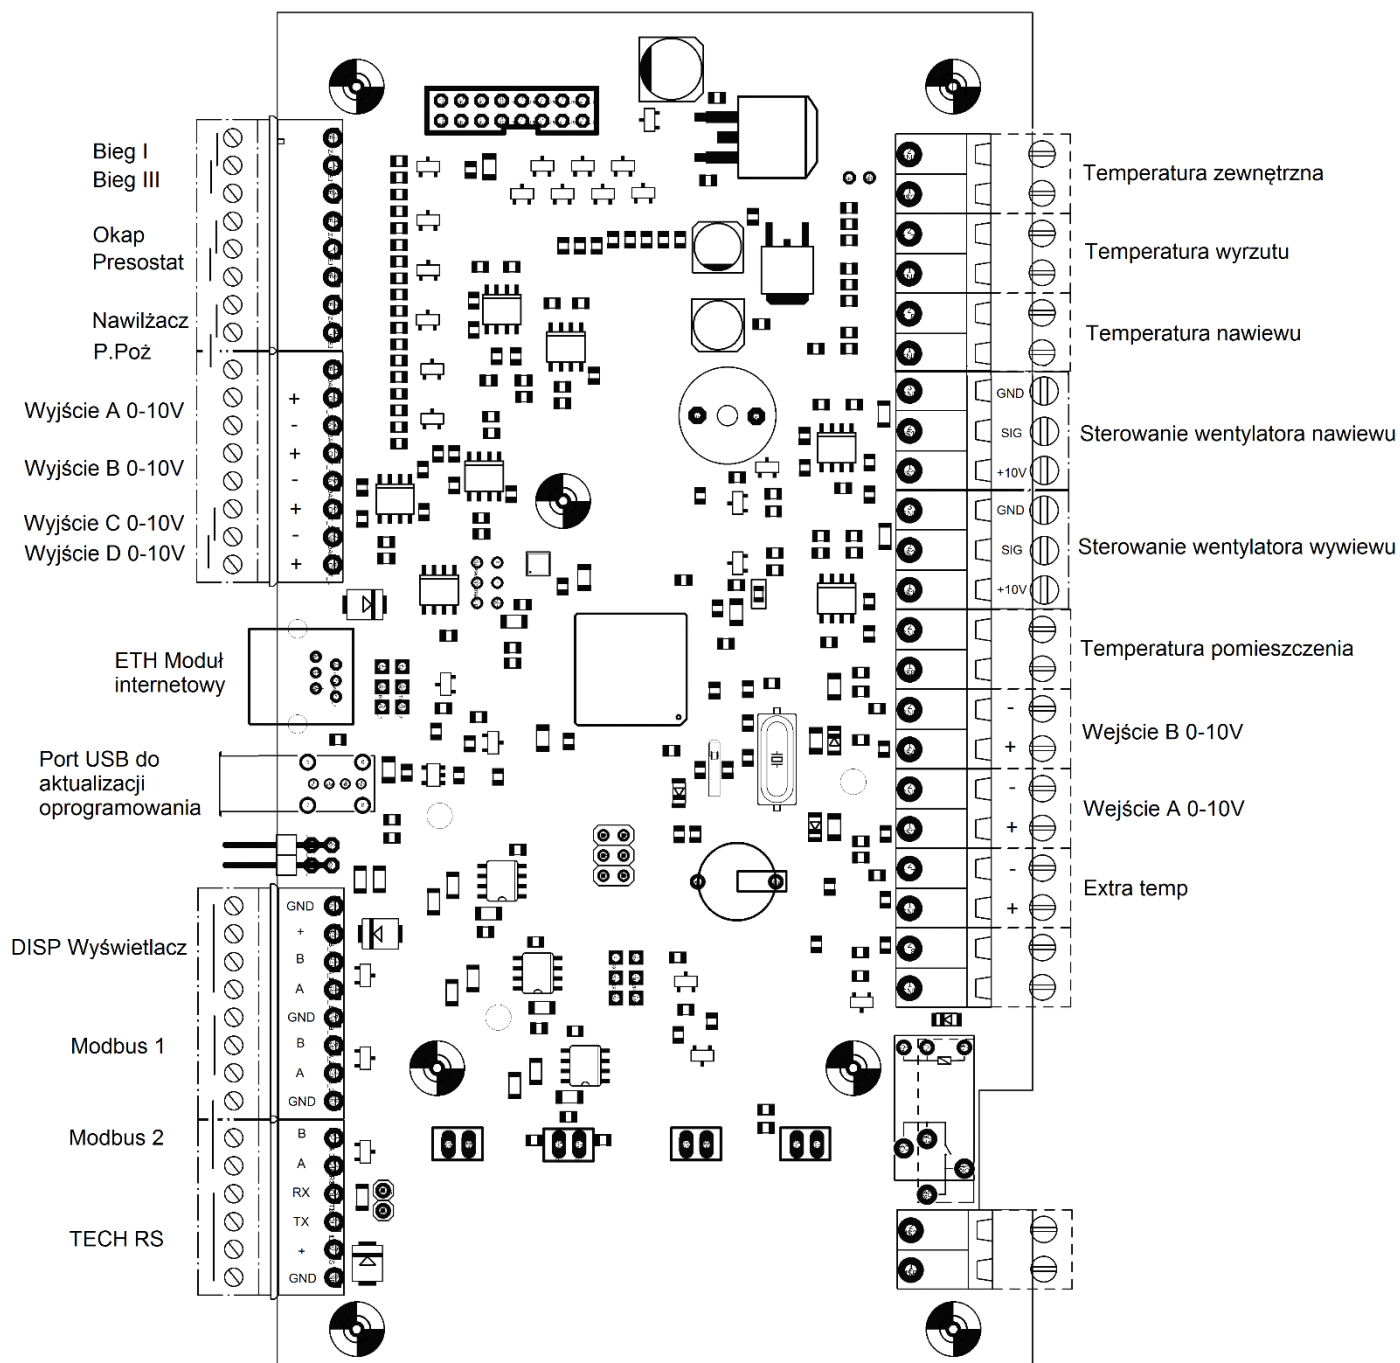 Bieg I
Bieg III
Okap
Presostat
Nawilżacz
P.Poż
Wyjście A 0-10V
+
-
Wyjście B 0-10V
+
-
Wyjście C 0-10V
+
-
Wyjście D 0-10V
+
ETH Moduł
internetowy
Port USB do
aktualizacji
oprogramowania
DISP Wyświetlacz
GND
+
B
A
Modbus 1
GND
B
A
GND
Modbus 2
B
A
TECH RS
RX
TX
+
GND
Temperatura zewnętrzna
Temperatura wyrzutu
Temperatura nawiewu
GND
SIG
+10V
Sterowanie wentylatora nawiewu
GND
SIG
+10V
Sterowanie wentylatora wywiewu
Temperatura pomieszczenia
-
+
Wejście B 0-10V
-
+
Wejście A 0-10V
-
+
Extra temp